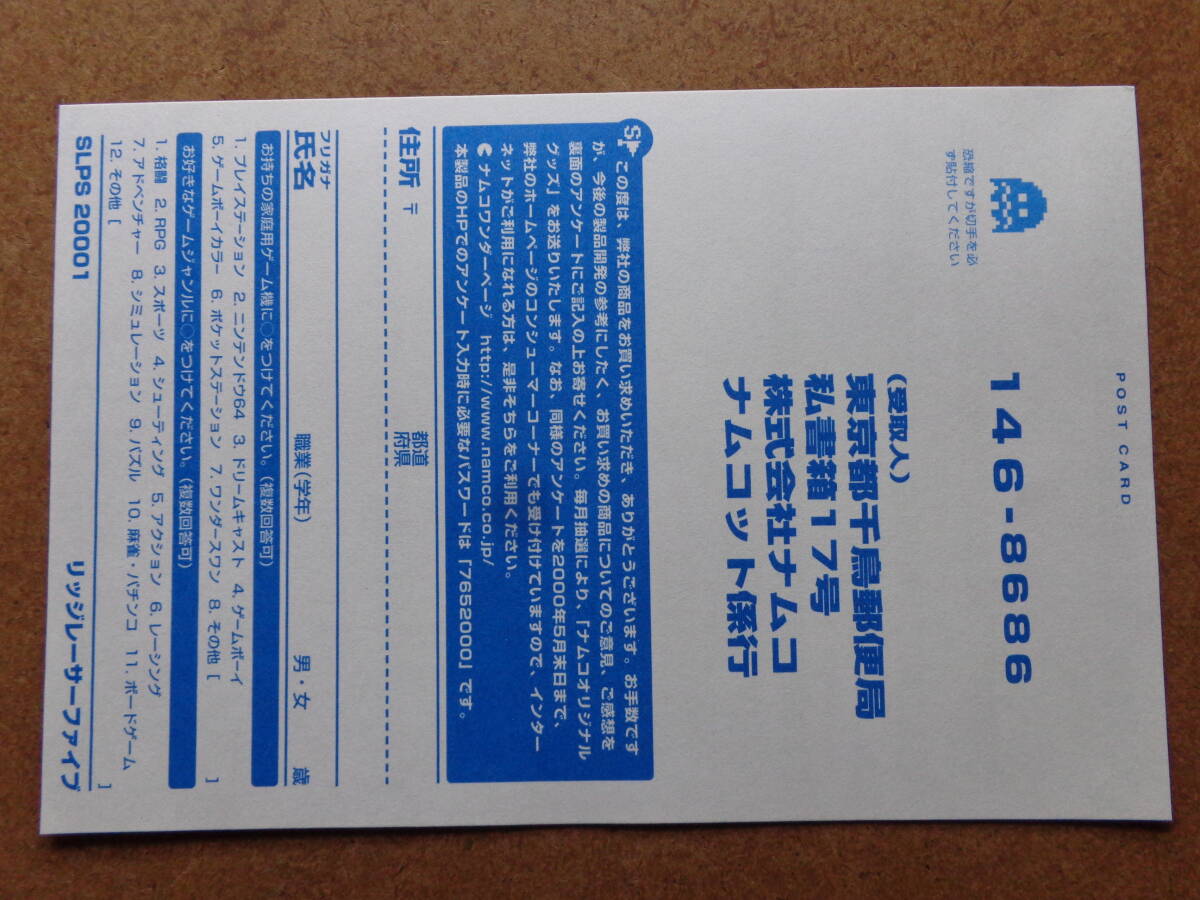 POST CARD
恐縮ですが切手を必
ず貼付してください
146-8686
(受取人)
東京都千鳥郵便局
私書箱17号
株式会社ナムコ
ナムコット係行
この度は、弊社の商品をお買い求めいただき、ありがとうございます。お手数です
が、今後の製品開発の参考にしたく、お買い求めの商品についてのご意見、ご感想を
裏面のアンケートにご記入の上お寄せください。毎月抽選により、「ナムコオリジナル
グッズ」をお送りいたします。なお、同様のアンケートを2000年5月末日まで、
弊社のホームページのコンシューマーコーナーでも受け付けていますので、インター
ネットがご利用になれる方は、是非そちらをご利用ください。
ナムコワンダーページ http://www.namco.co.jp/
本製品のHPでのアンケート入力時に必要なパスワードは「7652000」です。
住所 〒 都道府県
フリガナ
氏名 職業(学年) 男・女 歳
お持ちの家庭用ゲーム機に○をつけてください。(複数回答可)
1. プレイステーション 2. ニンテンドウ64 3. ドリームキャスト 4. ゲームボーイ
5. ゲームボーイカラー 6. ポケットステーション 7. ワンダースワン 8. その他 [ ]
お好きなゲームジャンルに○をつけてください。(複数回答可)
1. 格闘 2. RPG 3. スポーツ 4. シューティング 5. アクション 6. レーシング
7. アドベンチャー 8. シミュレーション 9. パズル 10. 麻雀・パチンコ 11. ボードゲーム
12. その他 [ ]
SLPS 20001 リッジレーサーファイブ